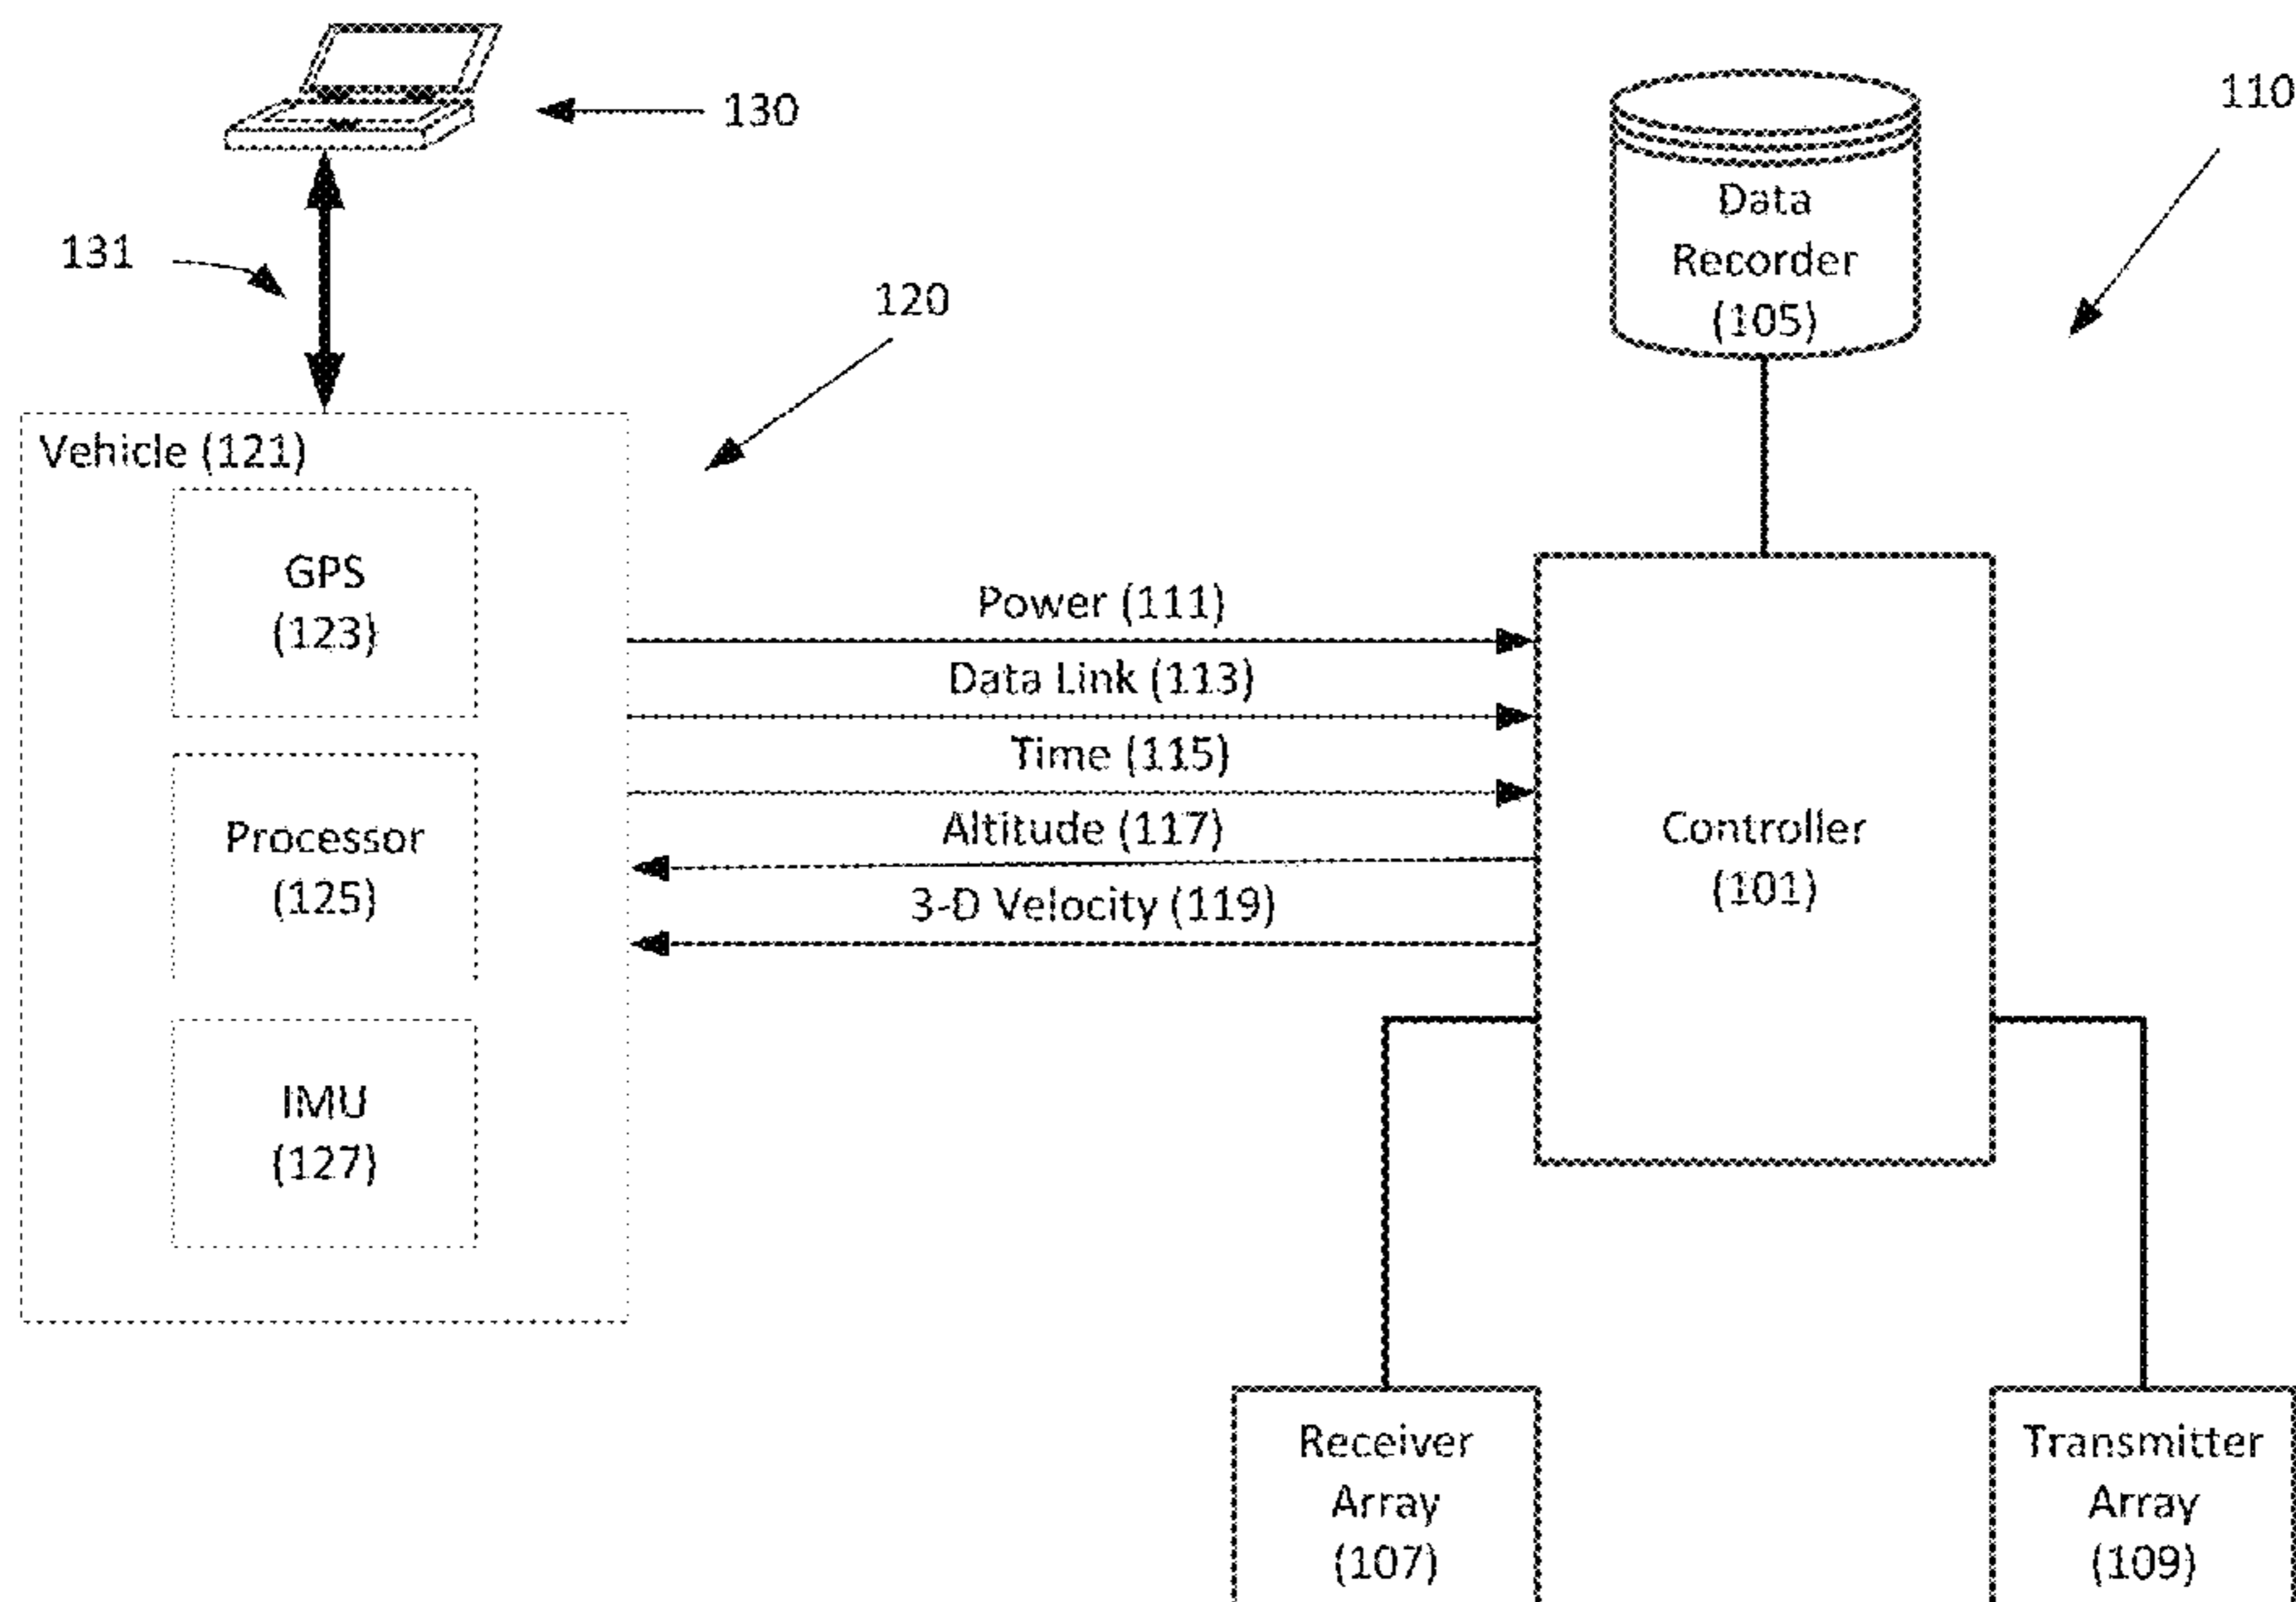 130
110
Data
Recorder
(105)
131
120
Vehicle (121)
GPS
(123)
Power (111)
Data Link (113)
Time (115)
Altitude (117)
3-D Velocity (119)
Processor
(125)
Controller
(101)
IMU
(127)
Receiver
Array
(107)
Transmitter
Array
(109)